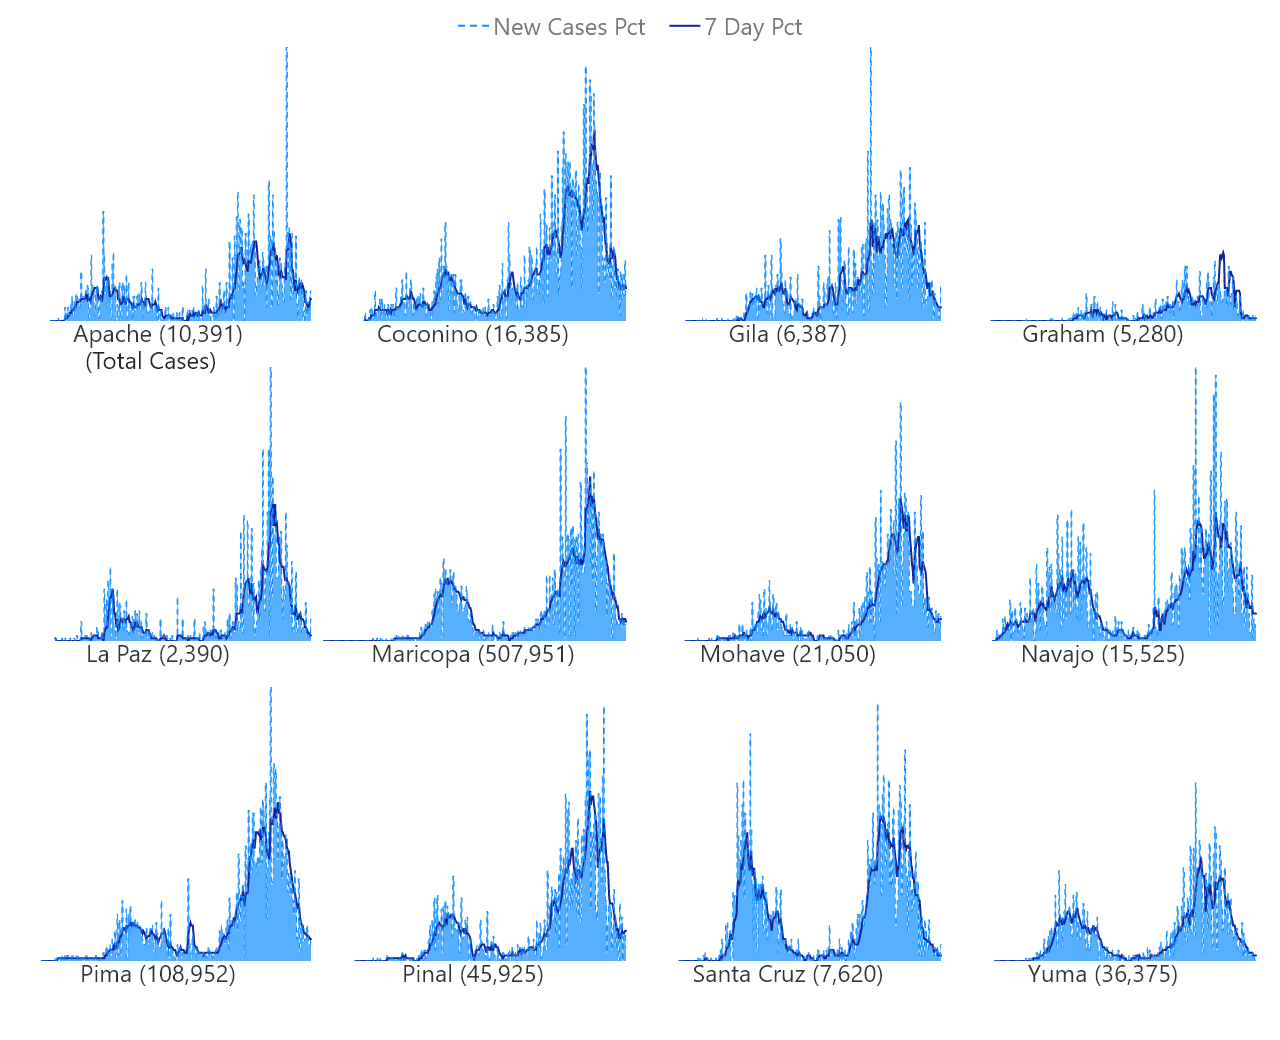 New Cases Pct 7 Day Pct
Apache (10,391) Coconino (16,385) Gila (6,387) Graham (5,280)
(Total Cases)
La Paz (2,390) Maricopa (507,951) Mohave (21,050) Navajo (15,525)
Pima (108,952) Pinal (45,925) Santa Cruz (7,620) Yuma (36,375)